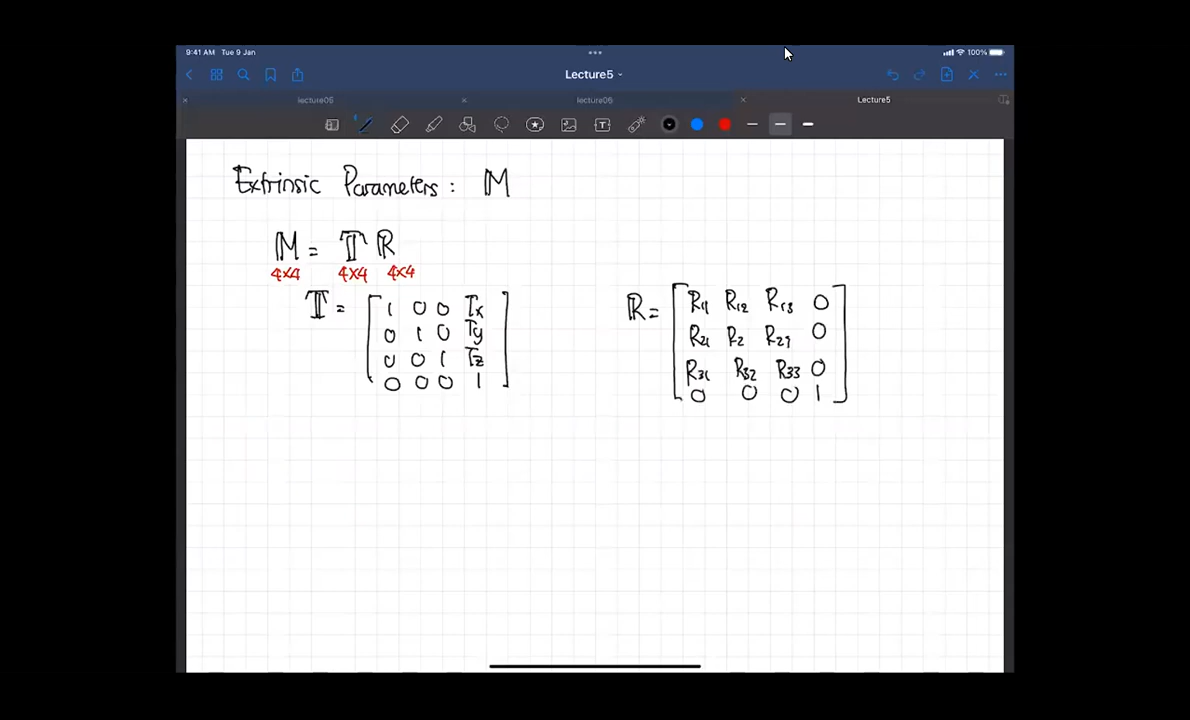 9:41 AM Tue 9 Jan
100%
Lecture5
lecture06
lecture06
Lecture5
Extrinsic Parameters : M
M = T R
4x4 4x4 4x4
T = [ 1 0 0 Tx
0 1 0 Ty
0 0 1 Tz
0 0 0 1 ]
R = [ R11 R12 R13 0
R21 R2 R23 0
R31 R32 R33 0
0 0 0 1 ]